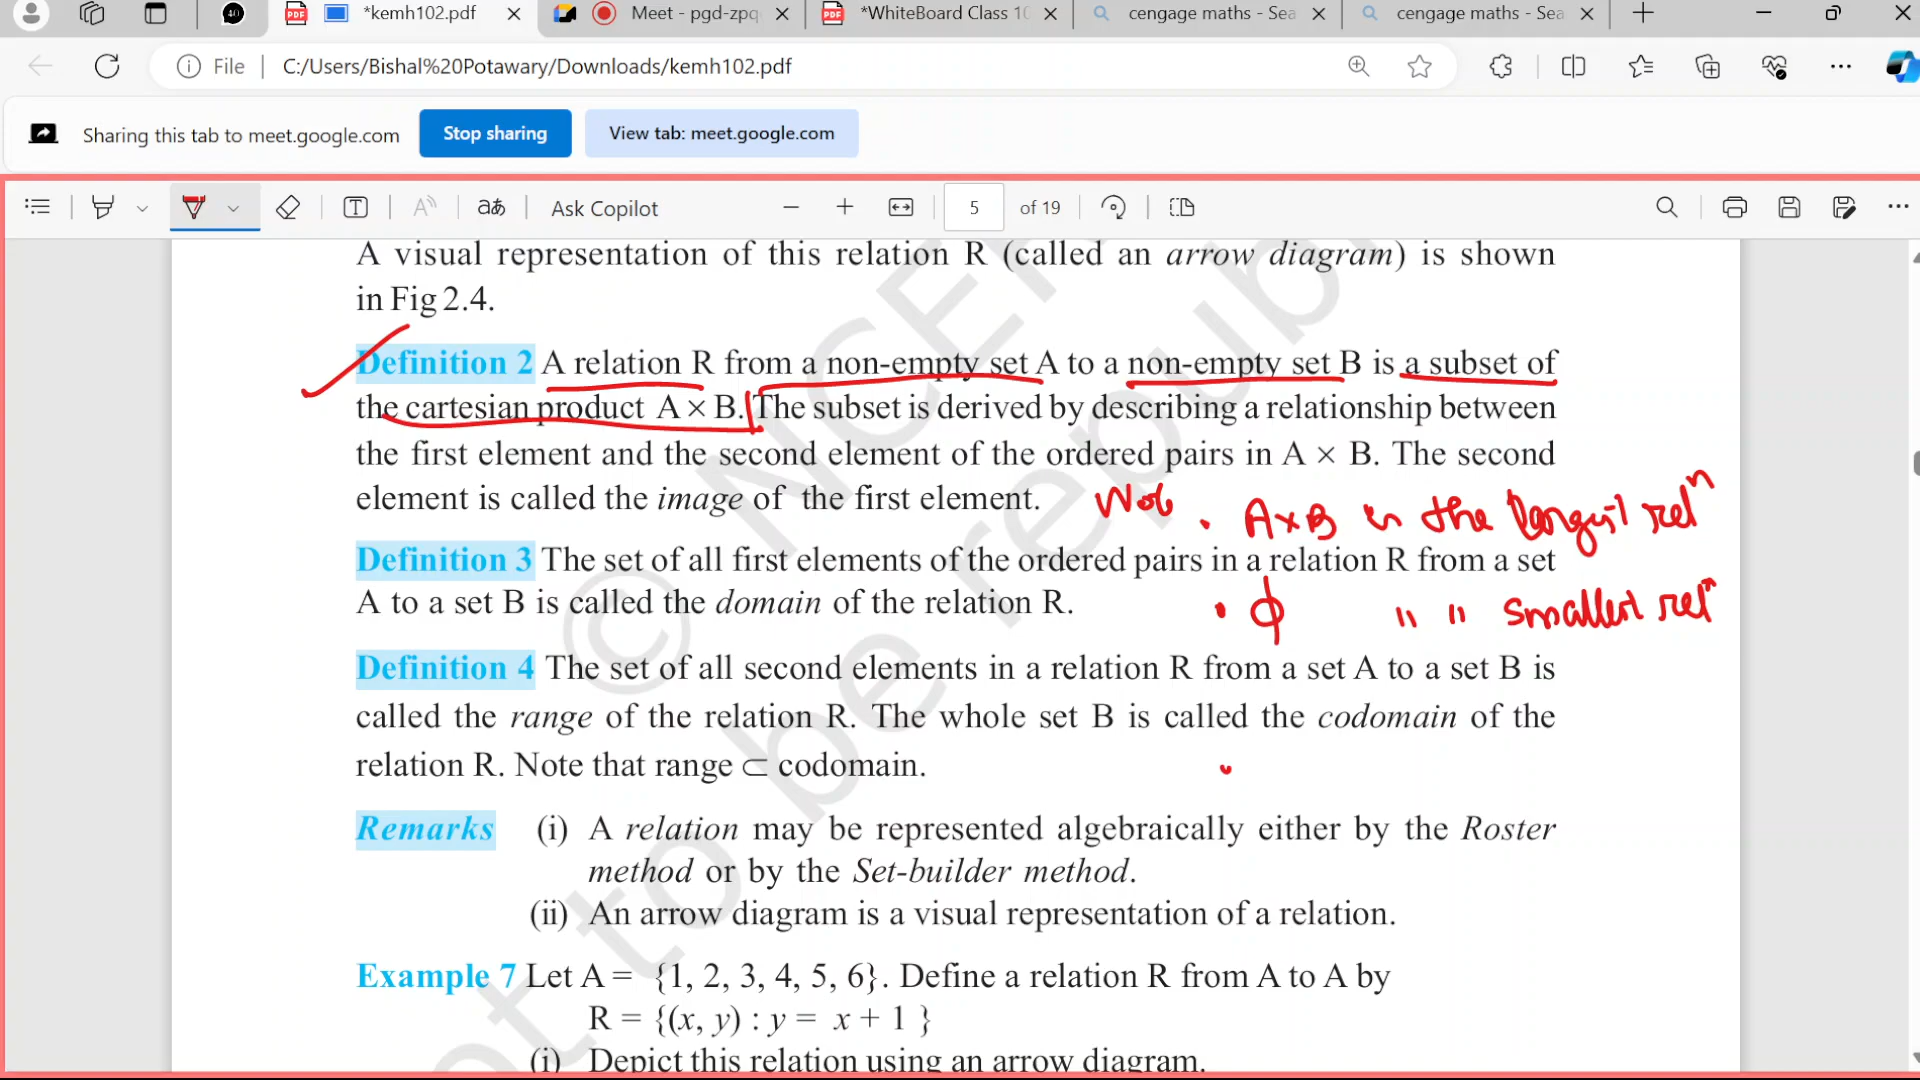 40
*kemh102.pdf
Meet - pgd-zpq
*WhiteBoard Class 10
cengage maths - Sea
cengage maths - Sea
File
C:/Users/Bishal%20Potawary/Downloads/kemh102.pdf
Sharing this tab to meet.google.com
Stop sharing
View tab: meet.google.com
T
aあ
Ask Copilot
5
of 19
A visual representation of this relation R (called an arrow diagram) is shown
in Fig 2.4.
Definition 2 A relation R from a non-empty set A to a non-empty set B is a subset of
the cartesian product A × B. The subset is derived by describing a relationship between
the first element and the second element of the ordered pairs in A × B. The second
element is called the image of the first element.
• A×B is the largest relⁿ
Definition 3 The set of all first elements of the ordered pairs in a relation R from a set
A to a set B is called the domain of the relation R.
• ϕ " " smallest relⁿ
Definition 4 The set of all second elements in a relation R from a set A to a set B is
called the range of the relation R. The whole set B is called the codomain of the
relation R. Note that range ⊂ codomain.
Remarks (i) A relation may be represented algebraically either by the Roster
method or by the Set-builder method.
(ii) An arrow diagram is a visual representation of a relation.
Example 7 Let A = {1, 2, 3, 4, 5, 6}. Define a relation R from A to A by
R = {(x, y) : y = x + 1 }
(i) Depict this relation using an arrow diagram.
© NCER
not to be republ